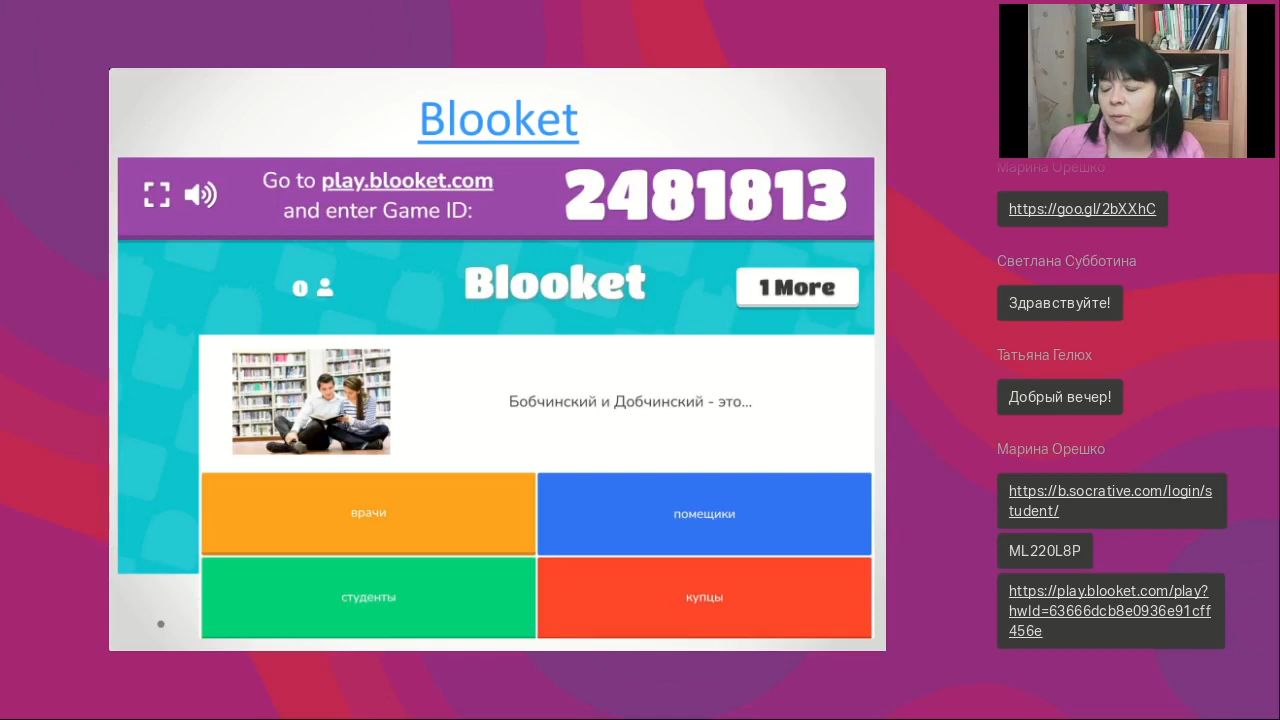 Blooket
Go to play.blooket.com
and enter Game ID:
2481813
0
Blooket
1 More
Бобчинский и Добчинский - это...
врачи
помещики
студенты
купцы
Марина Орешко
https://goo.gl/2bXXhC
Светлана Субботина
Здравствуйте!
Татьяна Гелюх
Добрый вечер!
Марина Орешко
https://b.socrative.com/login/s
tudent/
ML220L8P
https://play.blooket.com/play?
hwId=63666dcb8e0936e91cff
456e